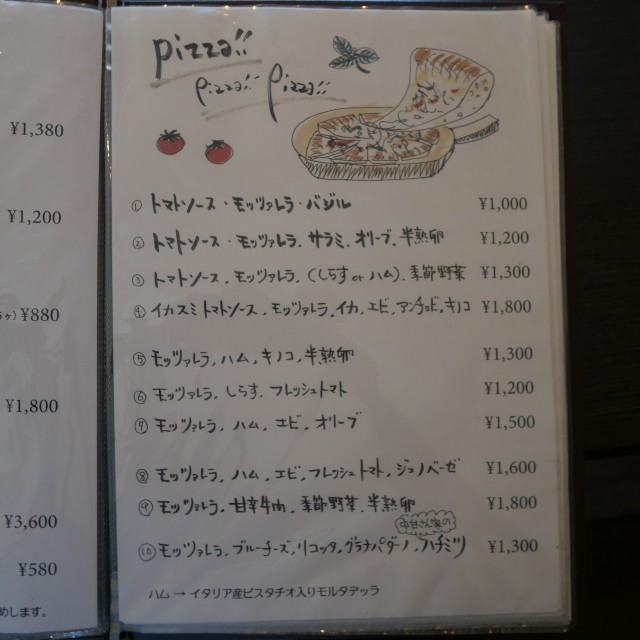 ¥1,380
¥1,200
¥880
¥1,800
¥3,600
¥580
めします。
pizza!!
pizza!! pizza!!
① トマトソース・モッツァレラ・バジル ¥1,000
② トマトソース・モッツァレラ、サラミ、オリーブ、半熟卵 ¥1,200
③ トマトソース、モッツァレラ、(しらす or ハム)、季節野菜 ¥1,300
④ イカスミトマトソース、モッツァレラ、イカ、エビ、アンチョビ、キノコ ¥1,800
⑤ モッツァレラ、ハム、キノコ、半熟卵 ¥1,300
⑥ モッツァレラ、しらす、フレッシュトマト ¥1,200
⑦ モッツァレラ、ハム、エビ、オリーブ ¥1,500
⑧ モッツァレラ、ハム、エビ、フレッシュトマト、ジェノベーゼ ¥1,600
⑨ モッツァレラ、甘辛牛肉、季節野菜、半熟卵 ¥1,800
⑩ モッツァレラ、ブルーチーズ、リコッタ、グラナパダーノ、ハチミツ ¥1,300
ハム → イタリア産ピスタチオ入りモルタデッラ